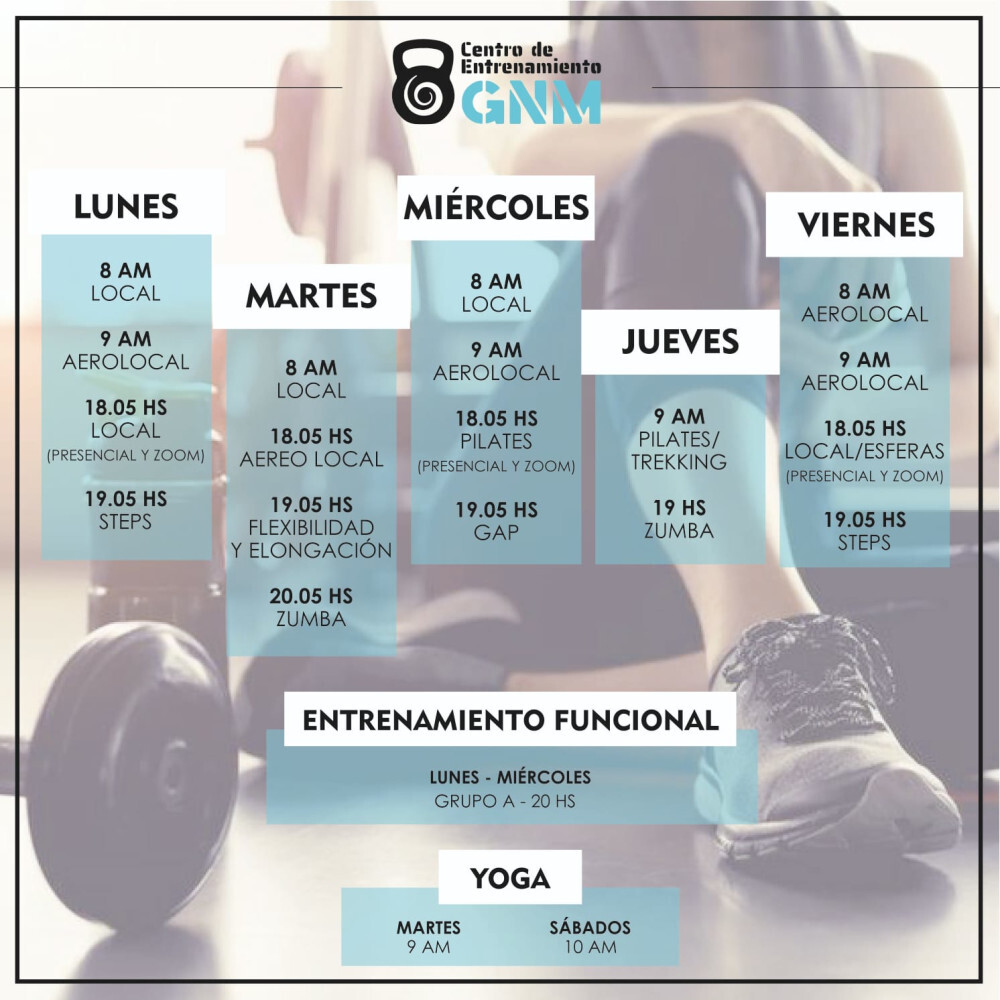 Centro de
Entrenamiento
GNM
LUNES
8 AM
LOCAL
9 AM
AEROLOCAL
18.05 HS
LOCAL
(PRESENCIAL Y ZOOM)
19.05 HS
STEPS
MARTES
8 AM
LOCAL
18.05 HS
AEREO LOCAL
19.05 HS
FLEXIBILIDAD
Y ELONGACIÓN
20.05 HS
ZUMBA
MIÉRCOLES
8 AM
LOCAL
9 AM
AEROLOCAL
18.05 HS
PILATES
(PRESENCIAL Y ZOOM)
19.05 HS
GAP
JUEVES
9 AM
PILATES/
TREKKING
19 HS
ZUMBA
VIERNES
8 AM
AEROLOCAL
9 AM
AEROLOCAL
18.05 HS
LOCAL/ESFERAS
(PRESENCIAL Y ZOOM)
19.05 HS
STEPS
ENTRENAMIENTO FUNCIONAL
LUNES - MIÉRCOLES
GRUPO A - 20 HS
YOGA
MARTES
9 AM
SÁBADOS
10 AM